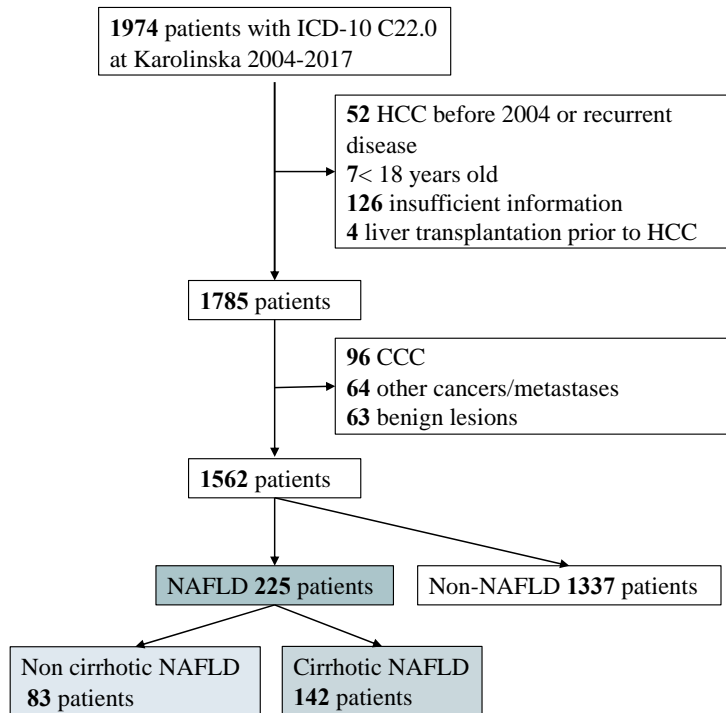 1974 patients with ICD-10 C22.0
at Karolinska 2004-2017
52 HCC before 2004 or recurrent
disease
7< 18 years old
126 insufficient information
4 liver transplantation prior to HCC
1785 patients
96 CCC
64 other cancers/metastases
63 benign lesions
1562 patients
NAFLD 225 patients
Non-NAFLD 1337 patients
Non cirrhotic NAFLD
83 patients
Cirrhotic NAFLD
142 patients